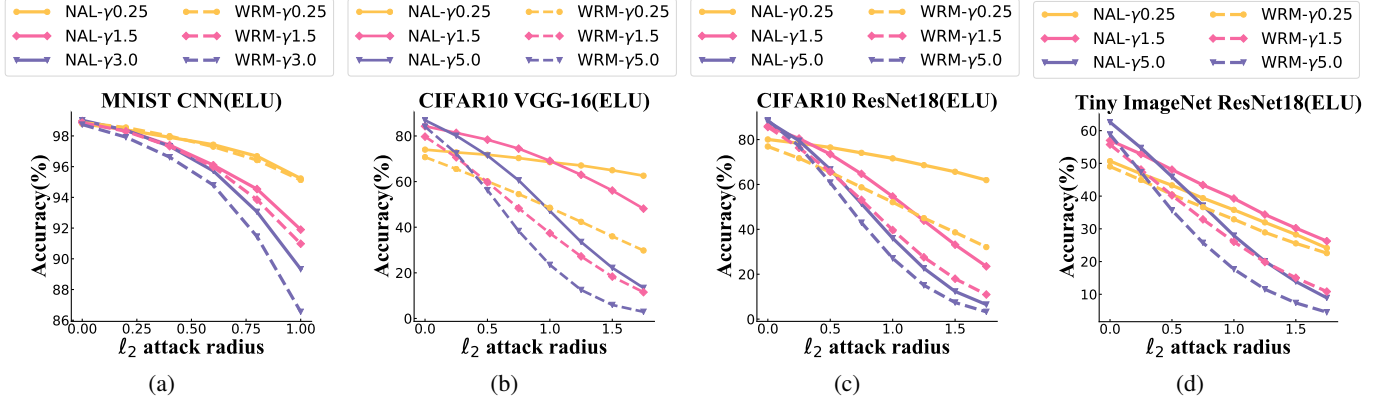 NAL-γ0.25 WRM-γ0.25
NAL-γ1.5 WRM-γ1.5
NAL-γ3.0 WRM-γ3.0
MNIST CNN(ELU)
Accuracy(%)
98
96
94
92
90
88
86
0.00 0.25 0.50 0.75 1.00
ℓ2 attack radius
(a)
NAL-γ0.25 WRM-γ0.25
NAL-γ1.5 WRM-γ1.5
NAL-γ5.0 WRM-γ5.0
CIFAR10 VGG-16(ELU)
Accuracy(%)
80
60
40
20
0
0.0 0.5 1.0 1.5
ℓ2 attack radius
(b)
NAL-γ0.25 WRM-γ0.25
NAL-γ1.5 WRM-γ1.5
NAL-γ5.0 WRM-γ5.0
CIFAR10 ResNet18(ELU)
Accuracy(%)
80
60
40
20
0
0.0 0.5 1.0 1.5
ℓ2 attack radius
(c)
NAL-γ0.25 WRM-γ0.25
NAL-γ1.5 WRM-γ1.5
NAL-γ5.0 WRM-γ5.0
Tiny ImageNet ResNet18(ELU)
Accuracy(%)
60
50
40
30
20
10
0.0 0.5 1.0 1.5
ℓ2 attack radius
(d)